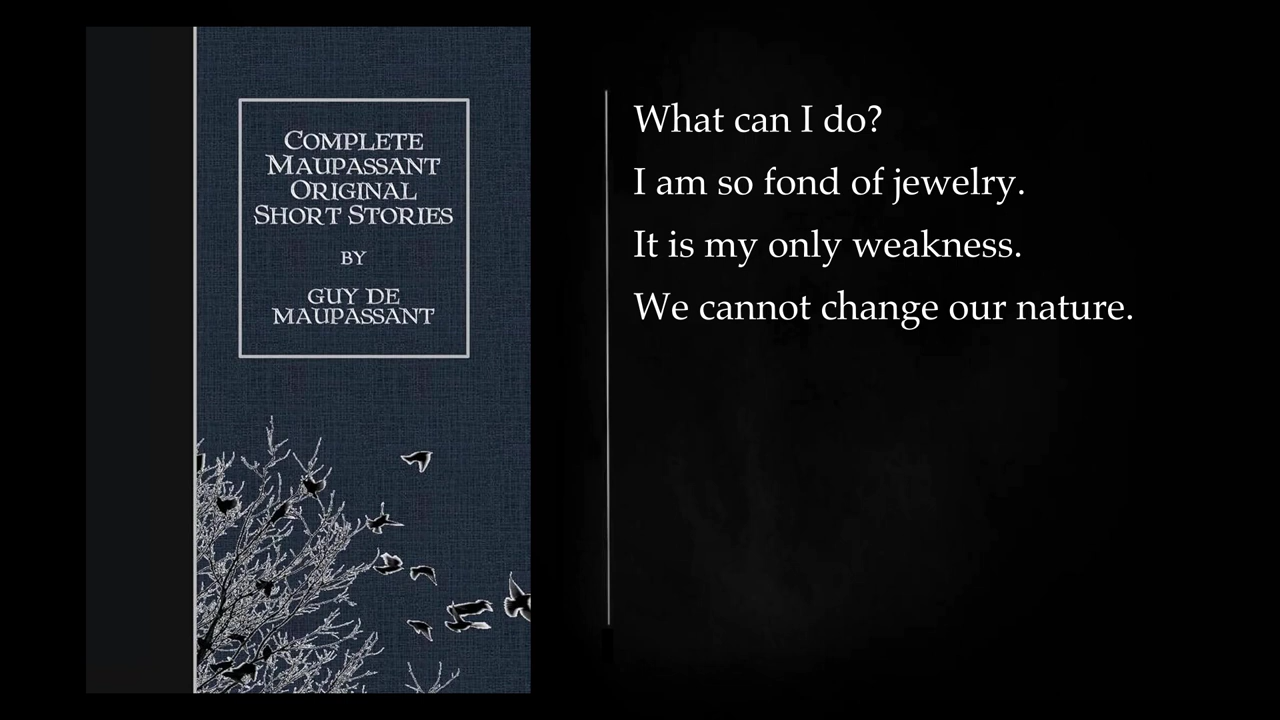 COMPLETE
MAUPASSANT
ORIGINAL
SHORT STORIES
BY
GUY DE
MAUPASSANT
What can I do?
I am so fond of jewelry.
It is my only weakness.
We cannot change our nature.